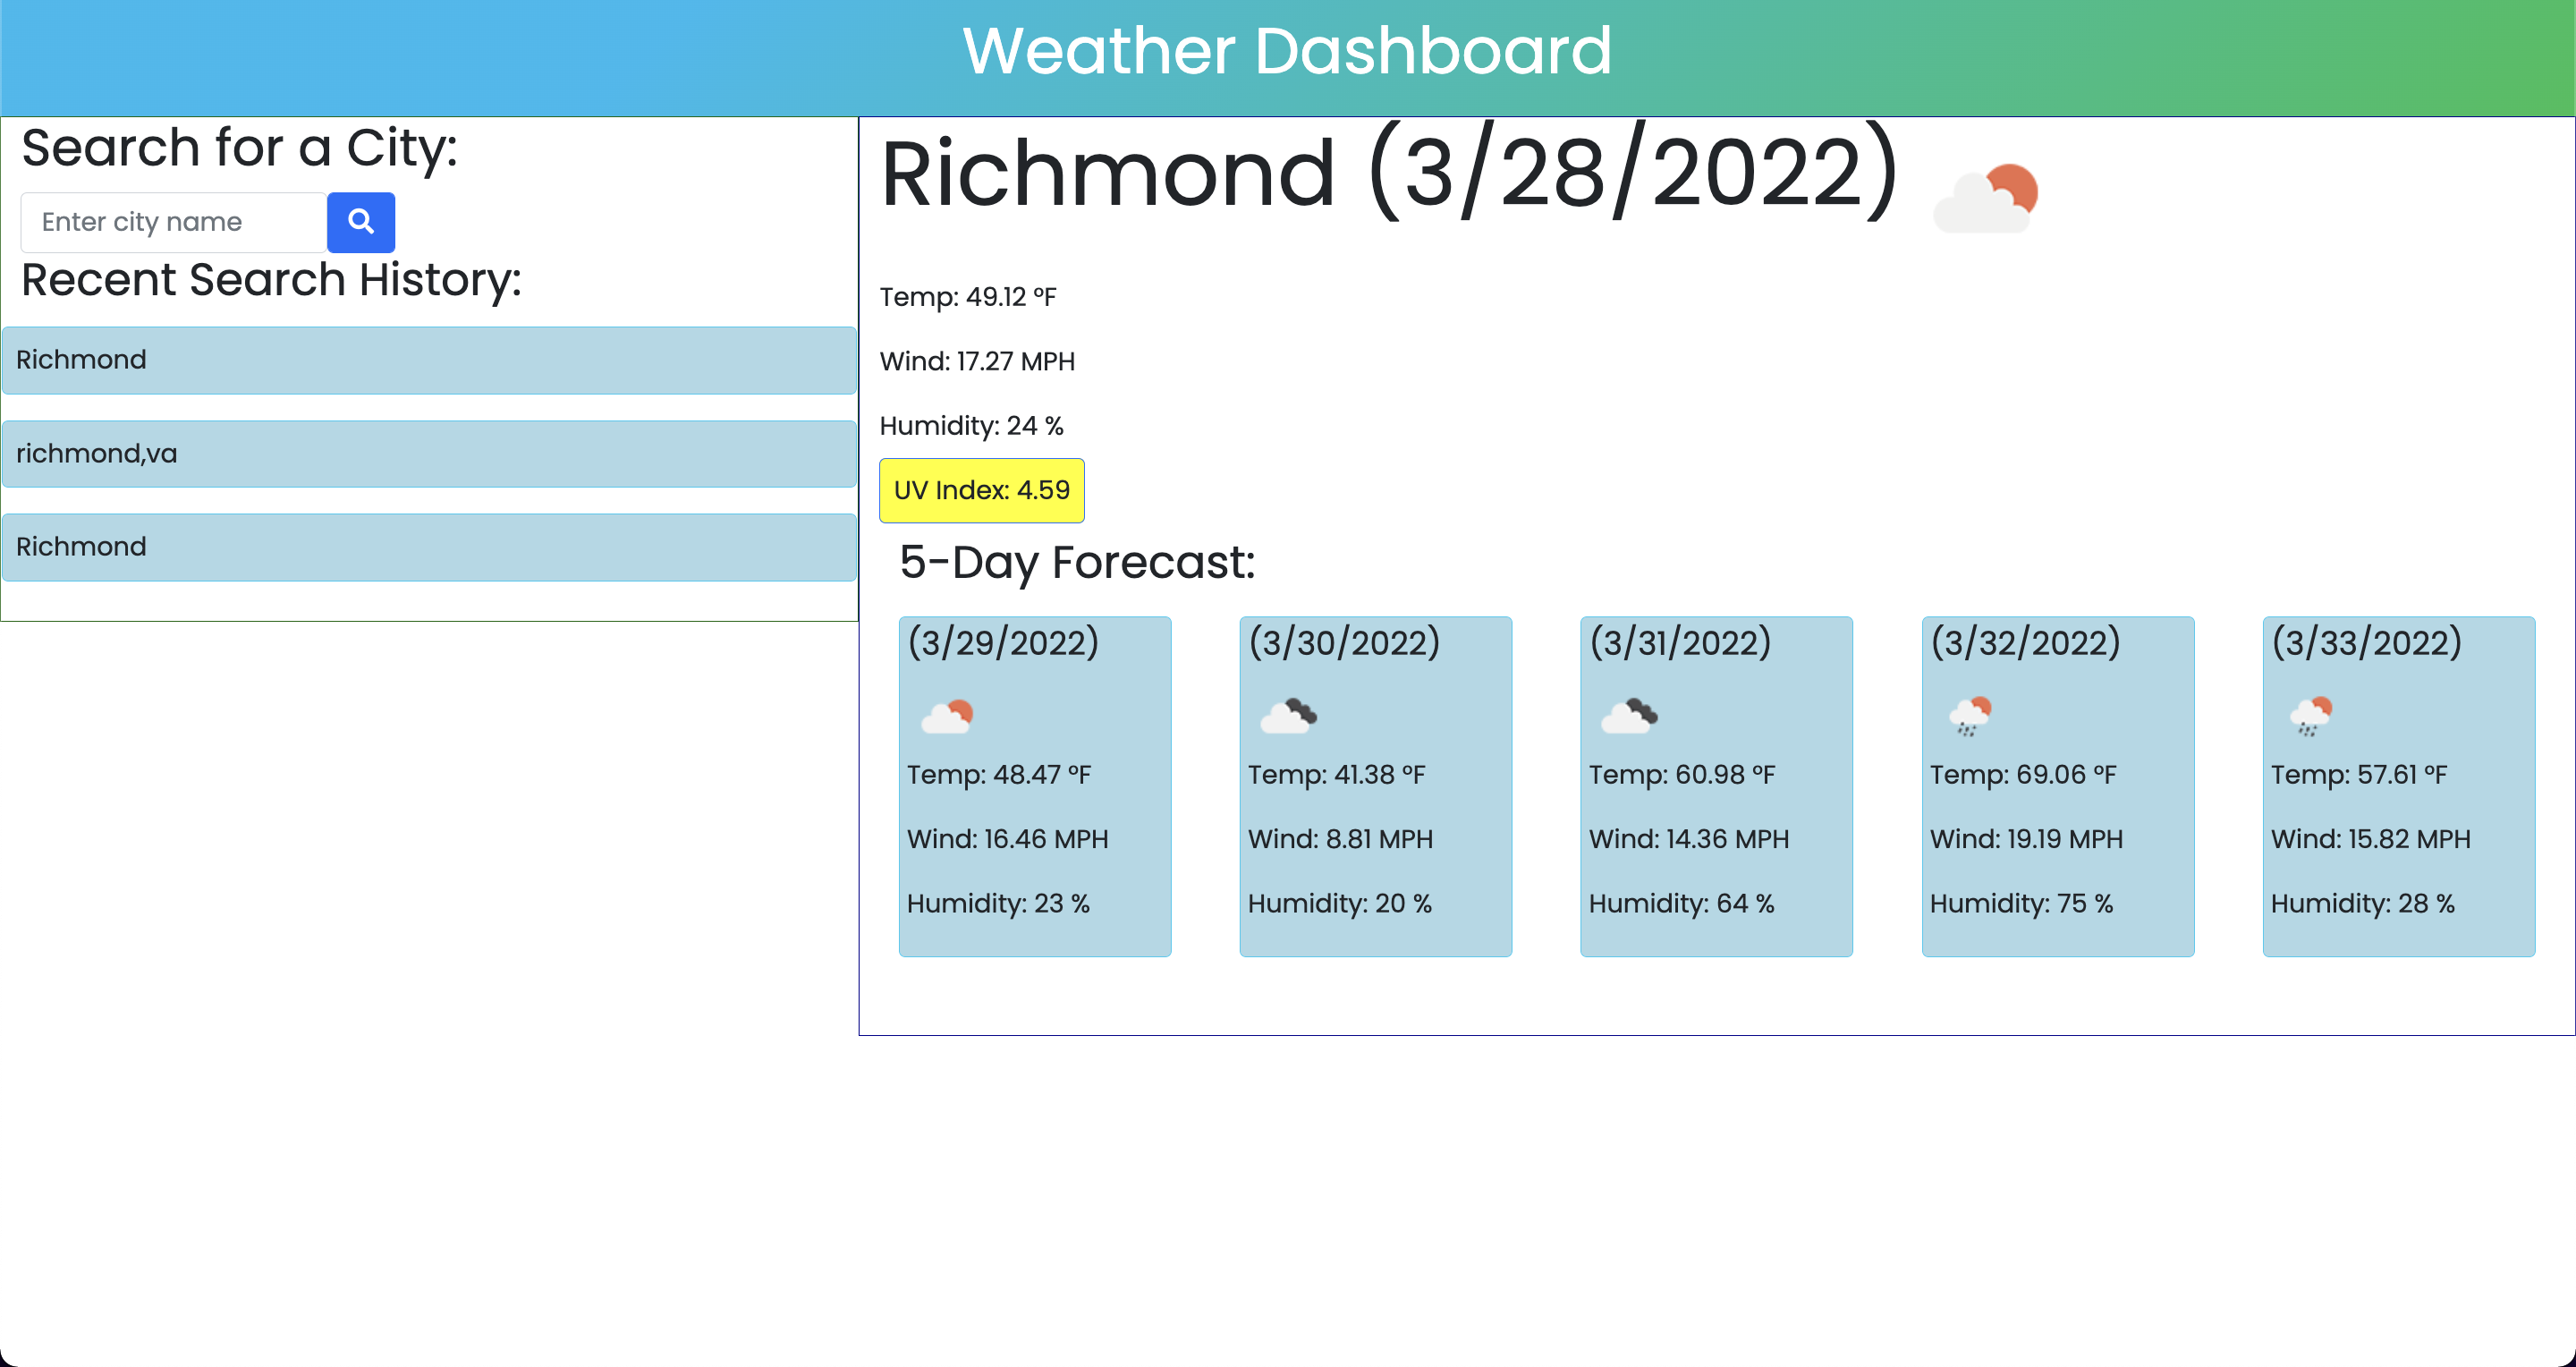 Weather Dashboard
Search for a City:
Enter city name
Recent Search History:
Richmond
richmond,va
Richmond
Richmond (3/28/2022)
Temp: 49.12 °F
Wind: 17.27 MPH
Humidity: 24 %
UV Index: 4.59
5-Day Forecast:
(3/29/2022)
Temp: 48.47 °F
Wind: 16.46 MPH
Humidity: 23 %
(3/30/2022)
Temp: 41.38 °F
Wind: 8.81 MPH
Humidity: 20 %
(3/31/2022)
Temp: 60.98 °F
Wind: 14.36 MPH
Humidity: 64 %
(3/32/2022)
Temp: 69.06 °F
Wind: 19.19 MPH
Humidity: 75 %
(3/33/2022)
Temp: 57.61 °F
Wind: 15.82 MPH
Humidity: 28 %